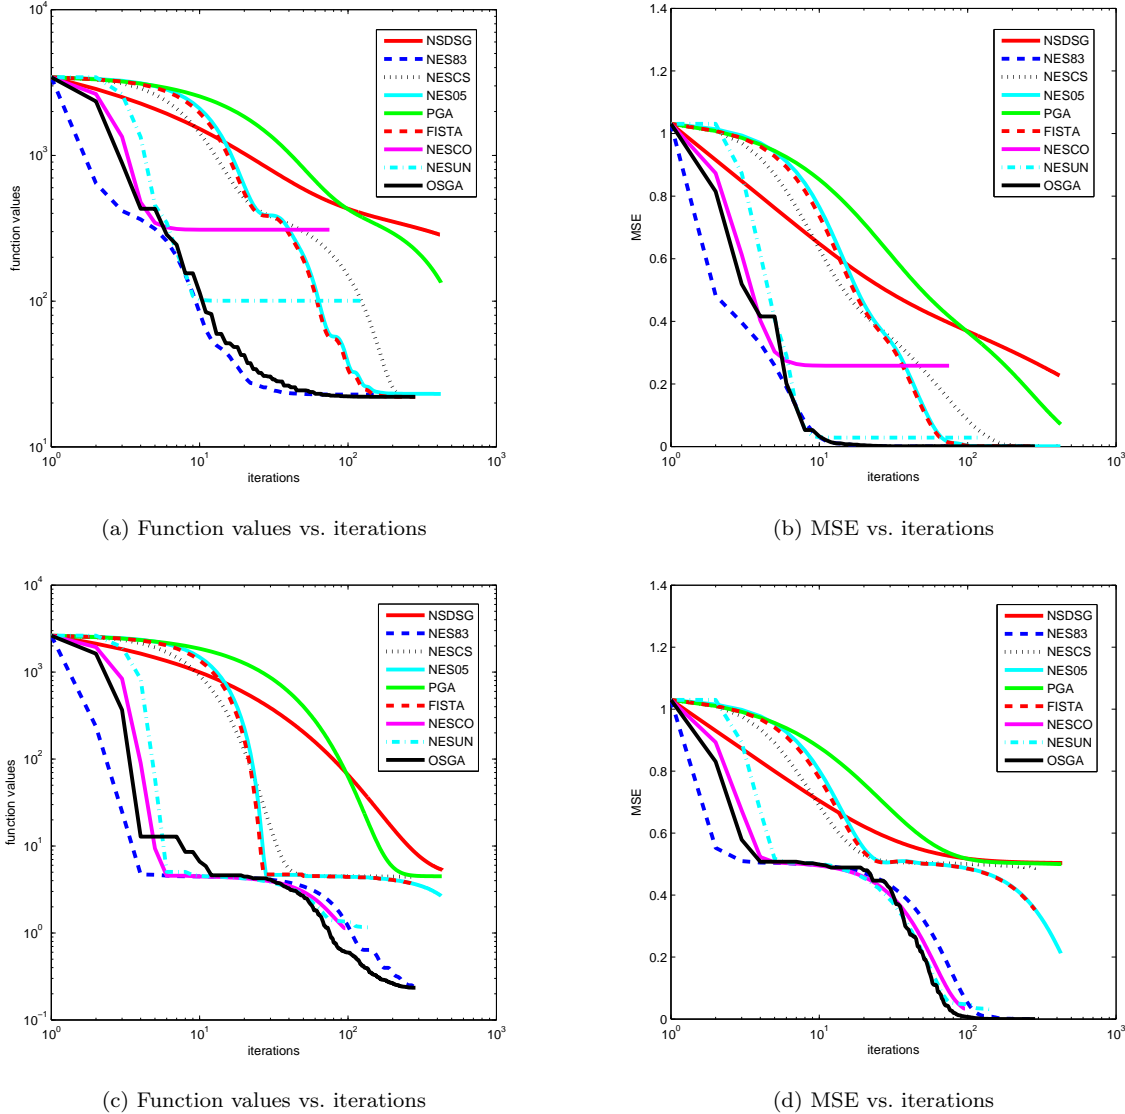 10^4
10^3
10^2
10^1
function values
10^0
10^1
10^2
10^3
iterations
NSDSG
NES83
NESCS
NES05
PGA
FISTA
NESCO
NESUN
OSGA
(a) Function values vs. iterations
1.4
1.2
1
0.8
0.6
0.4
0.2
0
MSE
10^0
10^1
10^2
10^3
iterations
NSDSG
NES83
NESCS
NES05
PGA
FISTA
NESCO
NESUN
OSGA
(b) MSE vs. iterations
10^4
10^3
10^2
10^1
10^0
10^−1
function values
10^0
10^1
10^2
10^3
iterations
NSDSG
NES83
NESCS
NES05
PGA
FISTA
NESCO
NESUN
OSGA
(c) Function values vs. iterations
1.4
1.2
1
0.8
0.6
0.4
0.2
0
MSE
10^0
10^1
10^2
10^3
iterations
NSDSG
NES83
NESCS
NES05
PGA
FISTA
NESCO
NESUN
OSGA
(d) MSE vs. iterations